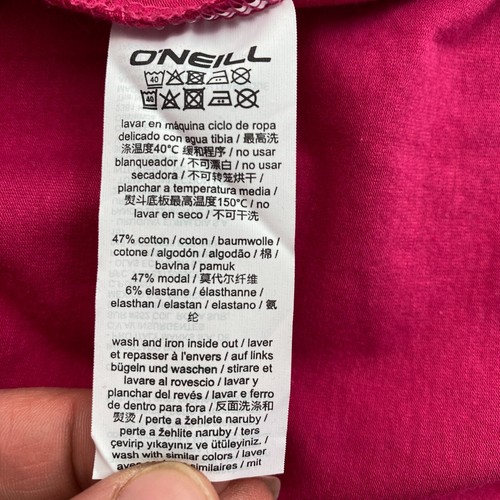 O'NEILL
40
40
lavar en máquina ciclo de ropa
delicado con agua tibia / 最高洗
涤温度40℃ 缓和程序 / no usar
blanqueador / 不可漂白 / no usar
secadora / 不可转笼烘干 /
planchar a temperatura media /
熨斗底板最高温度150℃ / no
lavar en seco / 不可干洗
47% cotton / coton / baumwolle /
cotone / algodón / algodão / 棉 /
bavlna / pamuk
47% modal / 莫代尔纤维
6% elastane / élasthanne /
elasthan / elastan / elastano / 氨
纶
wash and iron inside out / laver
et repasser à l'envers / auf links
bügeln und waschen / stirare et
lavare al rovescio / lavar y
planchar del revés / lavar e ferro
de dentro para fora / 反面洗涤和
熨烫 / perte a žehlete naruby /
perte a žehlite naruby / ters
çevirip yıkayınız ve ütüleyiniz. /
wash with similar colors / laver
avec similaires / mit